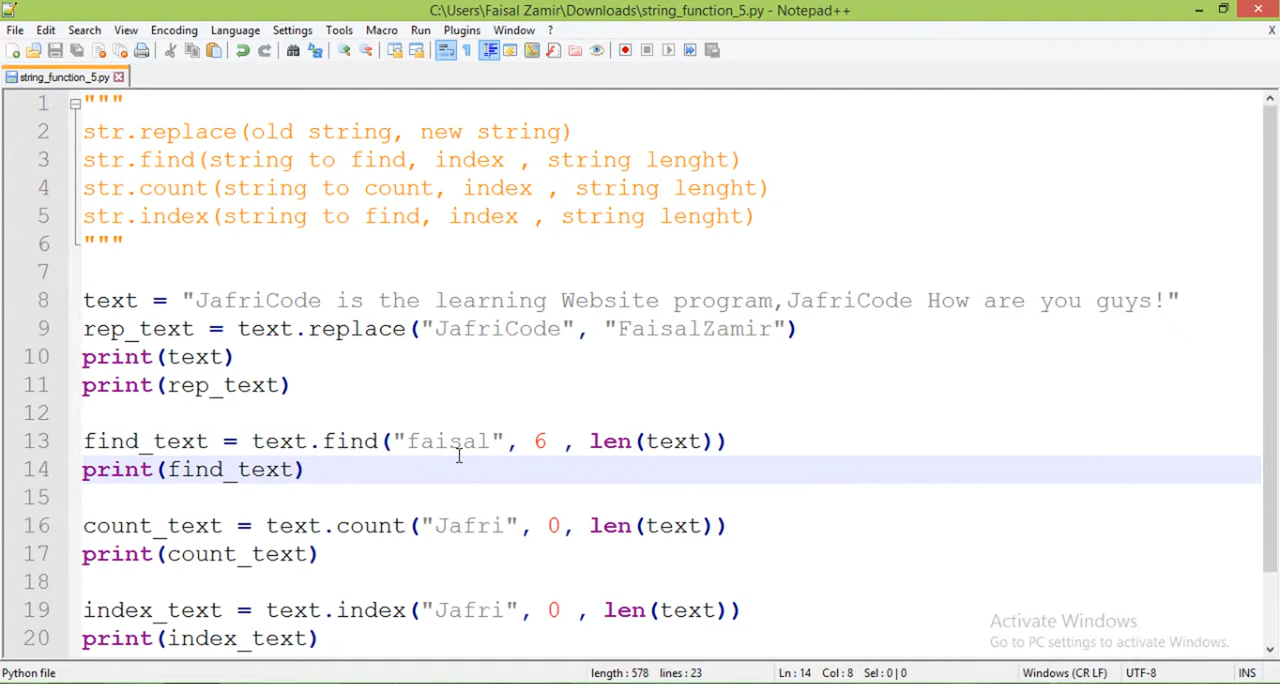 C:\Users\Faisal Zamir\Downloads\string_function_5.py - Notepad++
File Edit Search View Encoding Language Settings Tools Macro Run Plugins Window ? X
string_function_5.py
1 """
2 str.replace(old string, new string)
3 str.find(string to find, index , string lenght)
4 str.count(string to count, index , string lenght)
5 str.index(string to find, index , string lenght)
6 """
7
8 text = "JafriCode is the learning Website program,JafriCode How are you guys!"
9 rep_text = text.replace("JafriCode", "FaisalZamir")
10 print(text)
11 print(rep_text)
12
13 find_text = text.find("faisal", 6 , len(text))
14 print(find_text)
15
16 count_text = text.count("Jafri", 0, len(text))
17 print(count_text)
18
19 index_text = text.index("Jafri", 0 , len(text))
20 print(index_text)
Activate Windows
Go to PC settings to activate Windows.
Python file length : 578 lines : 23 Ln : 14 Col : 8 Sel : 0 | 0 Windows (CR LF) UTF-8 INS